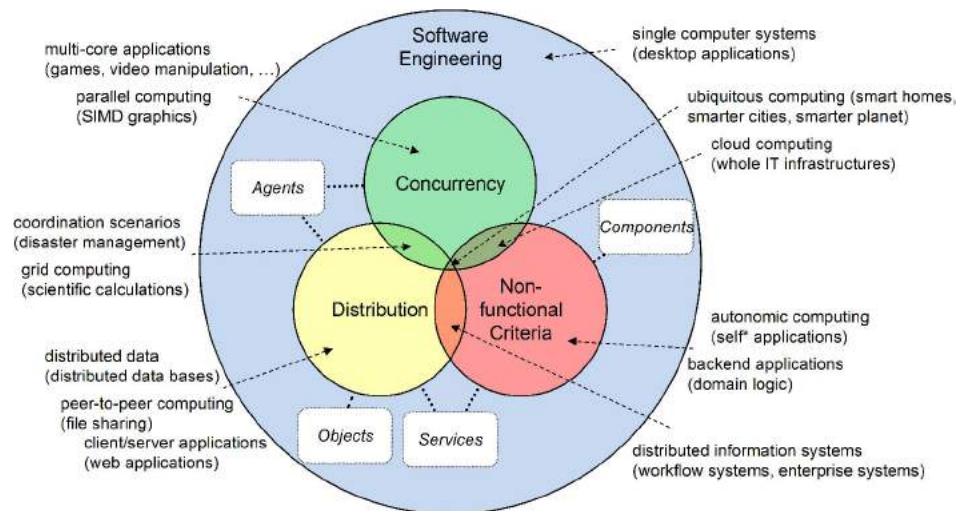 Software
Engineering
multi-core applications
(games, video manipulation, ...)
parallel computing
(SIMD graphics)
single computer systems
(desktop applications)
ubiquitous computing (smart homes,
smarter cities, smarter planet)
cloud computing
(whole IT infrastructures)
Agents
Concurrency
Components
coordination scenarios
(disaster management)
grid computing
(scientific calculations)
Distribution
Non-
functional
Criteria
autonomic computing
(self* applications)
backend applications
(domain logic)
distributed data
(distributed data bases)
peer-to-peer computing
(file sharing)
client/server applications
(web applications)
Objects
Services
distributed information systems
(workflow systems, enterprise systems)